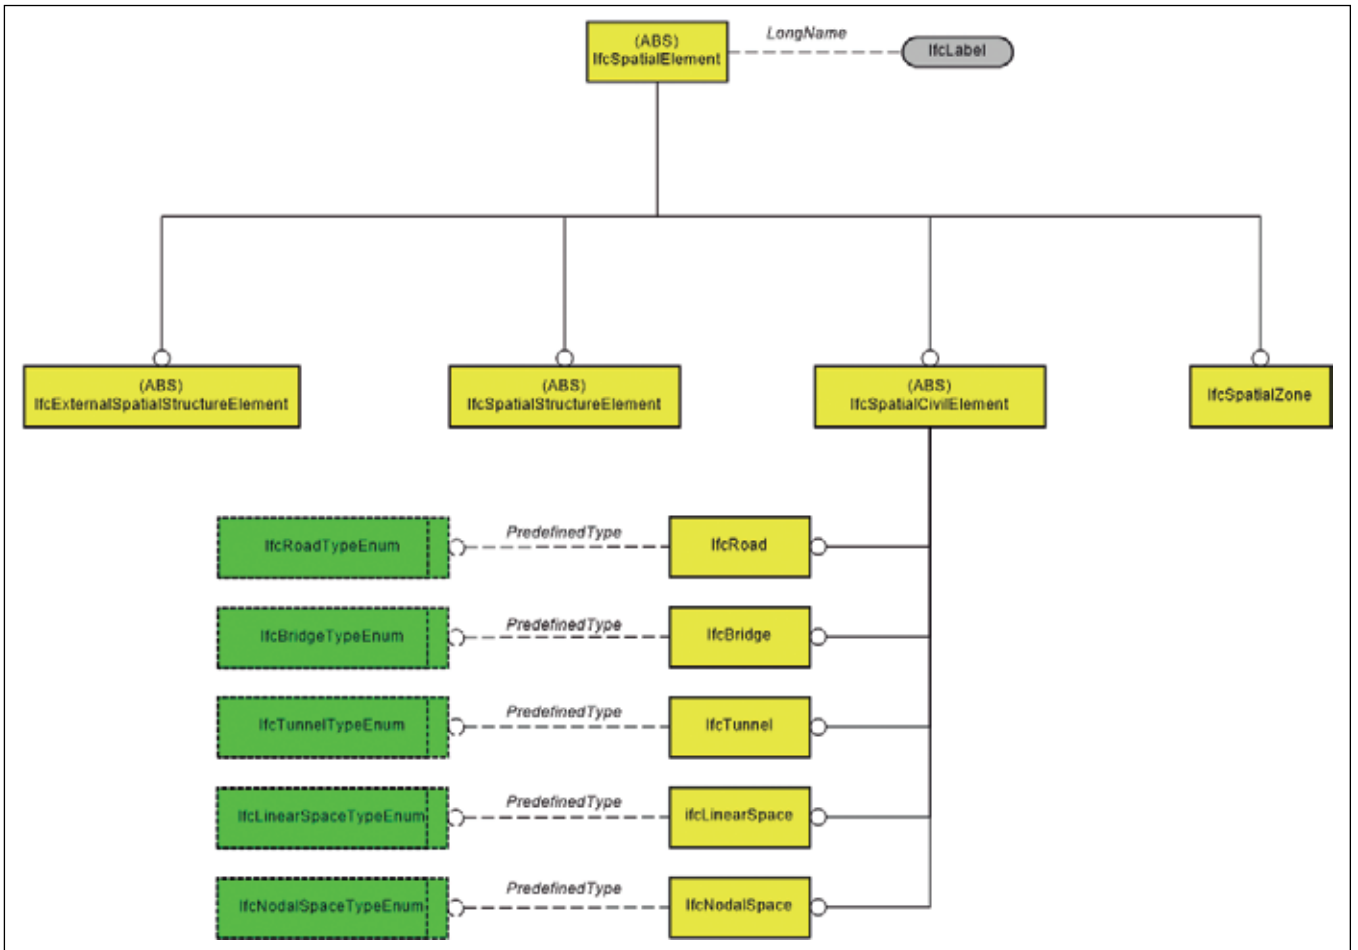 (ABS)
IfcSpatialElement
LongName
IfcLabel
(ABS)
IfcExternalSpatialStructureElement
(ABS)
IfcSpatialStructureElement
(ABS)
IfcSpatialCivilElement
IfcSpatialZone
IfcRoadTypeEnum
PredefinedType
IfcRoad
IfcBridgeTypeEnum
PredefinedType
IfcBridge
IfcTunnelTypeEnum
PredefinedType
IfcTunnel
IfcLinearSpaceTypeEnum
PredefinedType
ifcLinearSpace
IfcNodalSpaceTypeEnum
PredefinedType
IfcNodalSpace